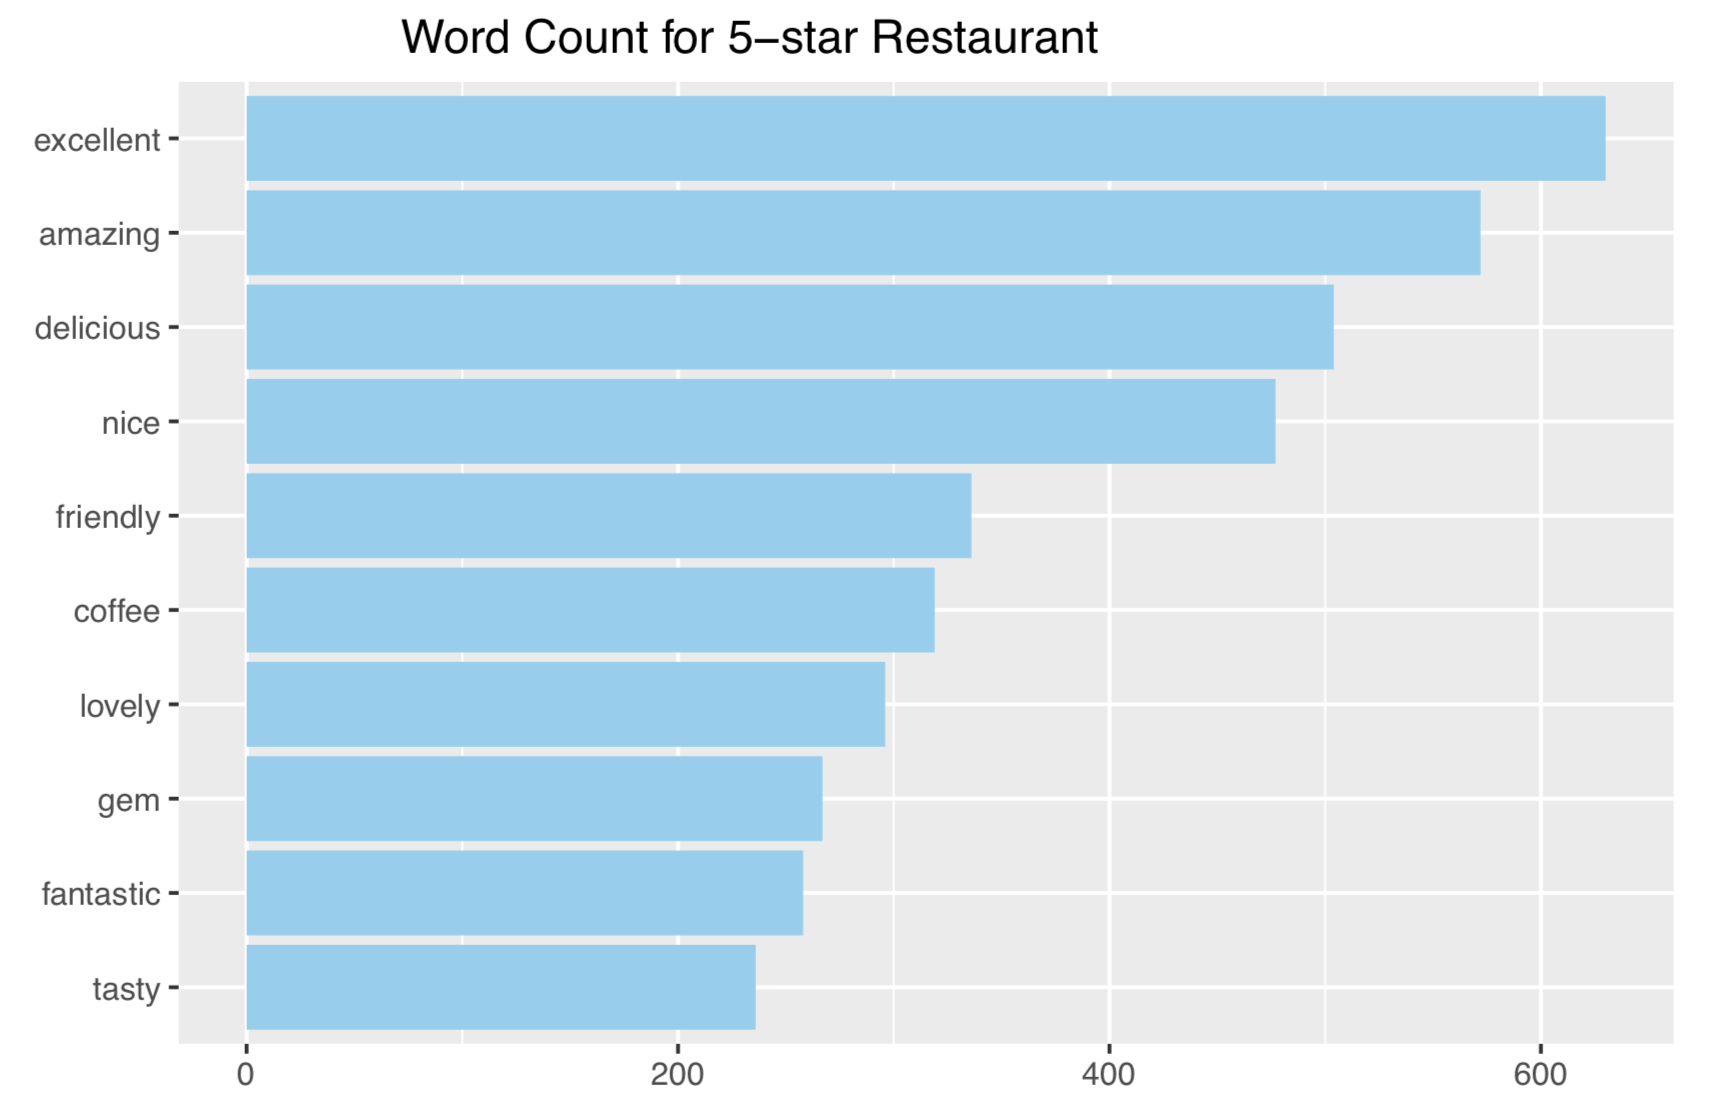 Word Count for 5−star Restaurant
excellent
amazing
delicious
nice
friendly
coffee
lovely
gem
fantastic
tasty
0 200 400 600